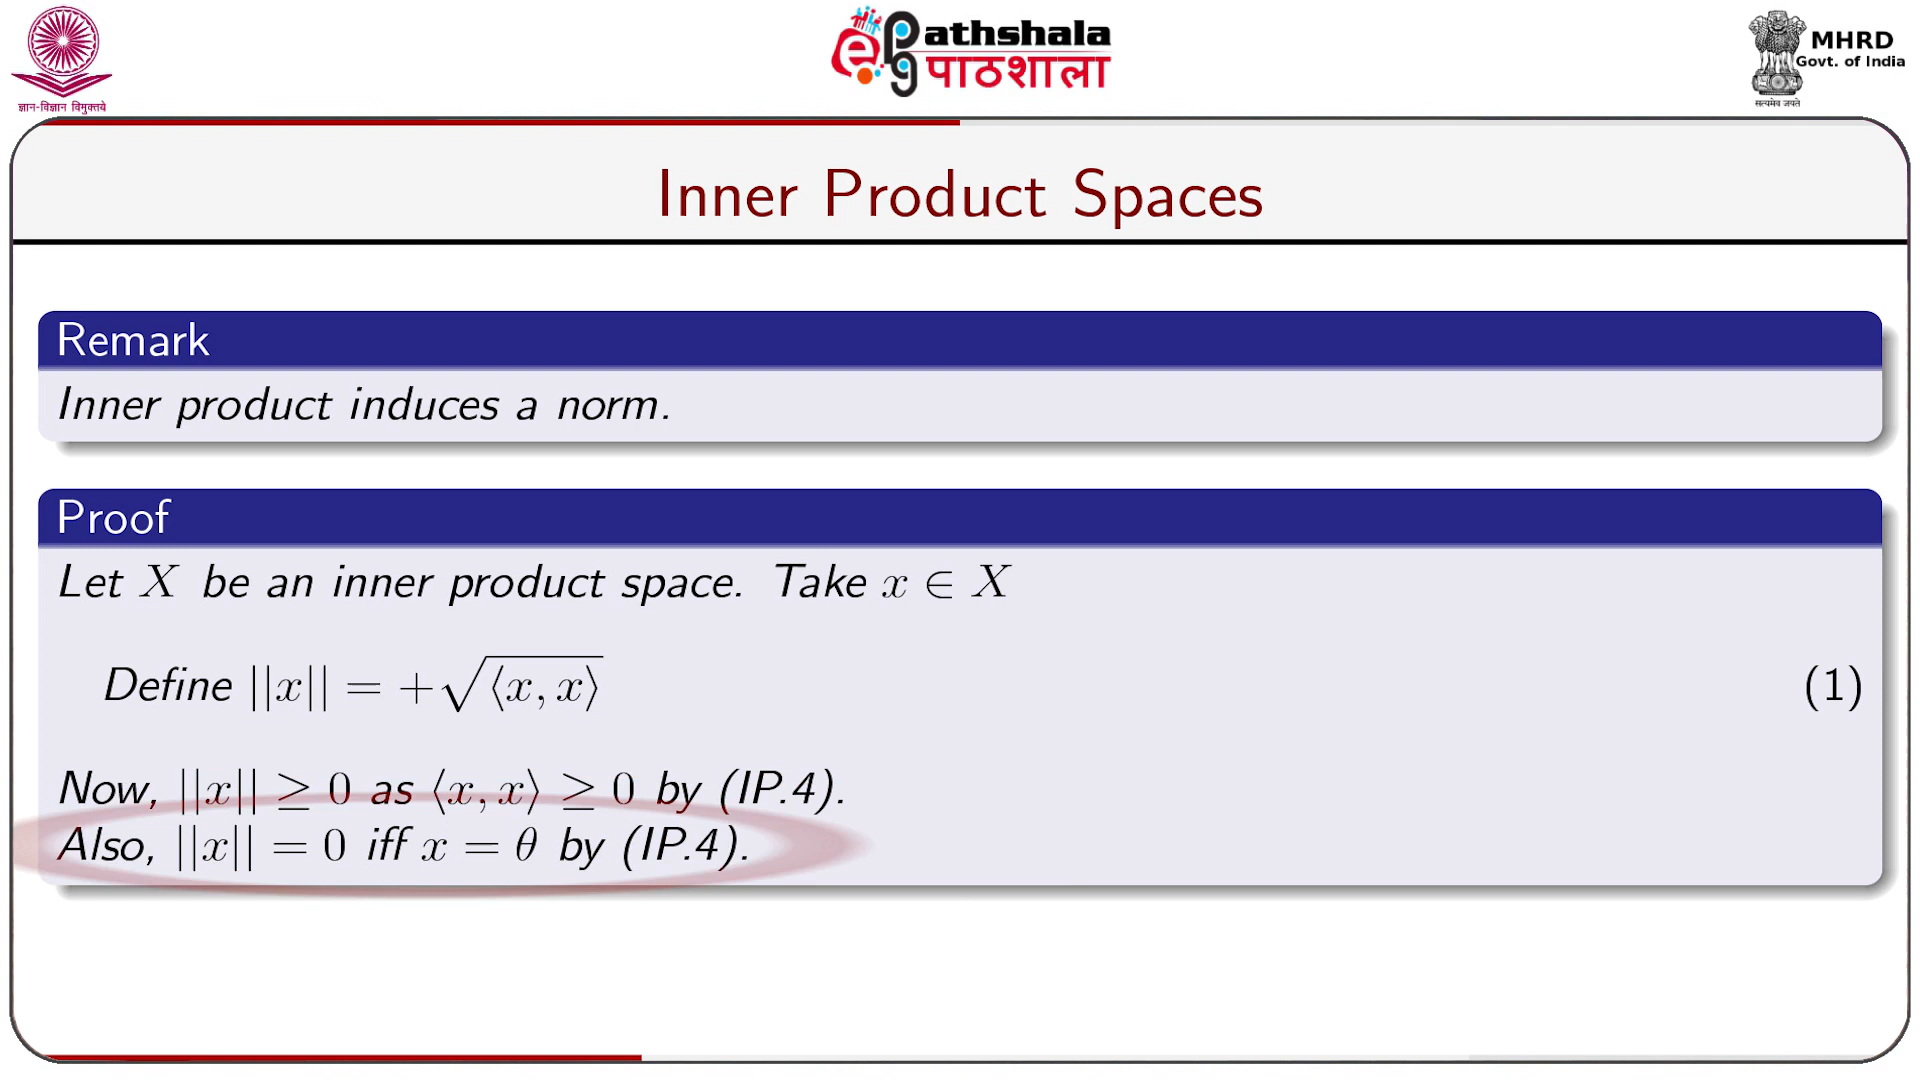 ज्ञान-विज्ञान विमुक्तये
ePg Pathshala
पाठशाला
MHRD
Govt. of India
सत्यमेव जयते
Inner Product Spaces
Remark
Inner product induces a norm.
Proof
Let X be an inner product space. Take x ∈ X
Define ||x|| = +√⟨x, x⟩ (1)
Now, ||x|| ≥ 0 as ⟨x, x⟩ ≥ 0 by (IP.4).
Also, ||x|| = 0 iff x = θ by (IP.4).